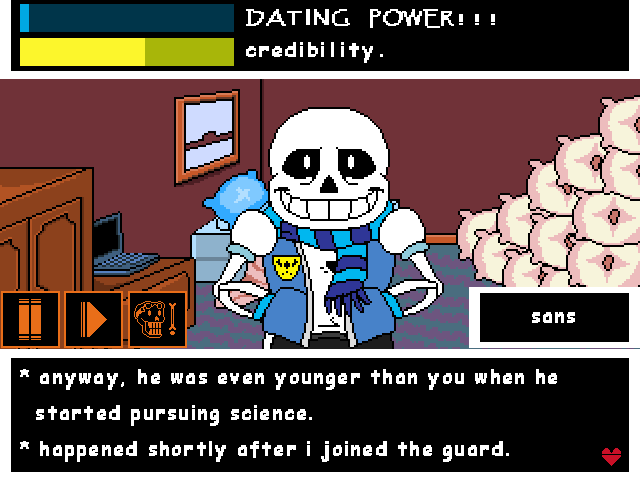 DATING POWER!!!
credibility.
sans
* anyway, he was even younger than you when he
started pursuing science.
* happened shortly after i joined the guard.